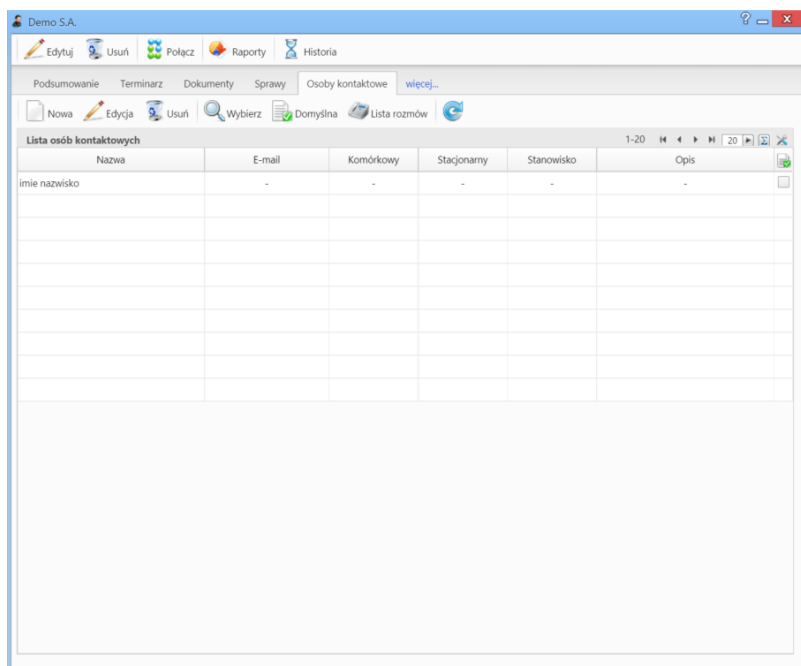 Demo S.A.
Edytuj Usuń Połącz Raporty Historia
Podsumowanie Terminarz Dokumenty Sprawy Osoby kontaktowe więcej...
Nowa Edycja Usuń Wybierz Domyślna Lista rozmów
Lista osób kontaktowych 1-20 20
Nazwa E-mail Komórkowy Stacjonarny Stanowisko Opis
imie nazwisko - - - - -